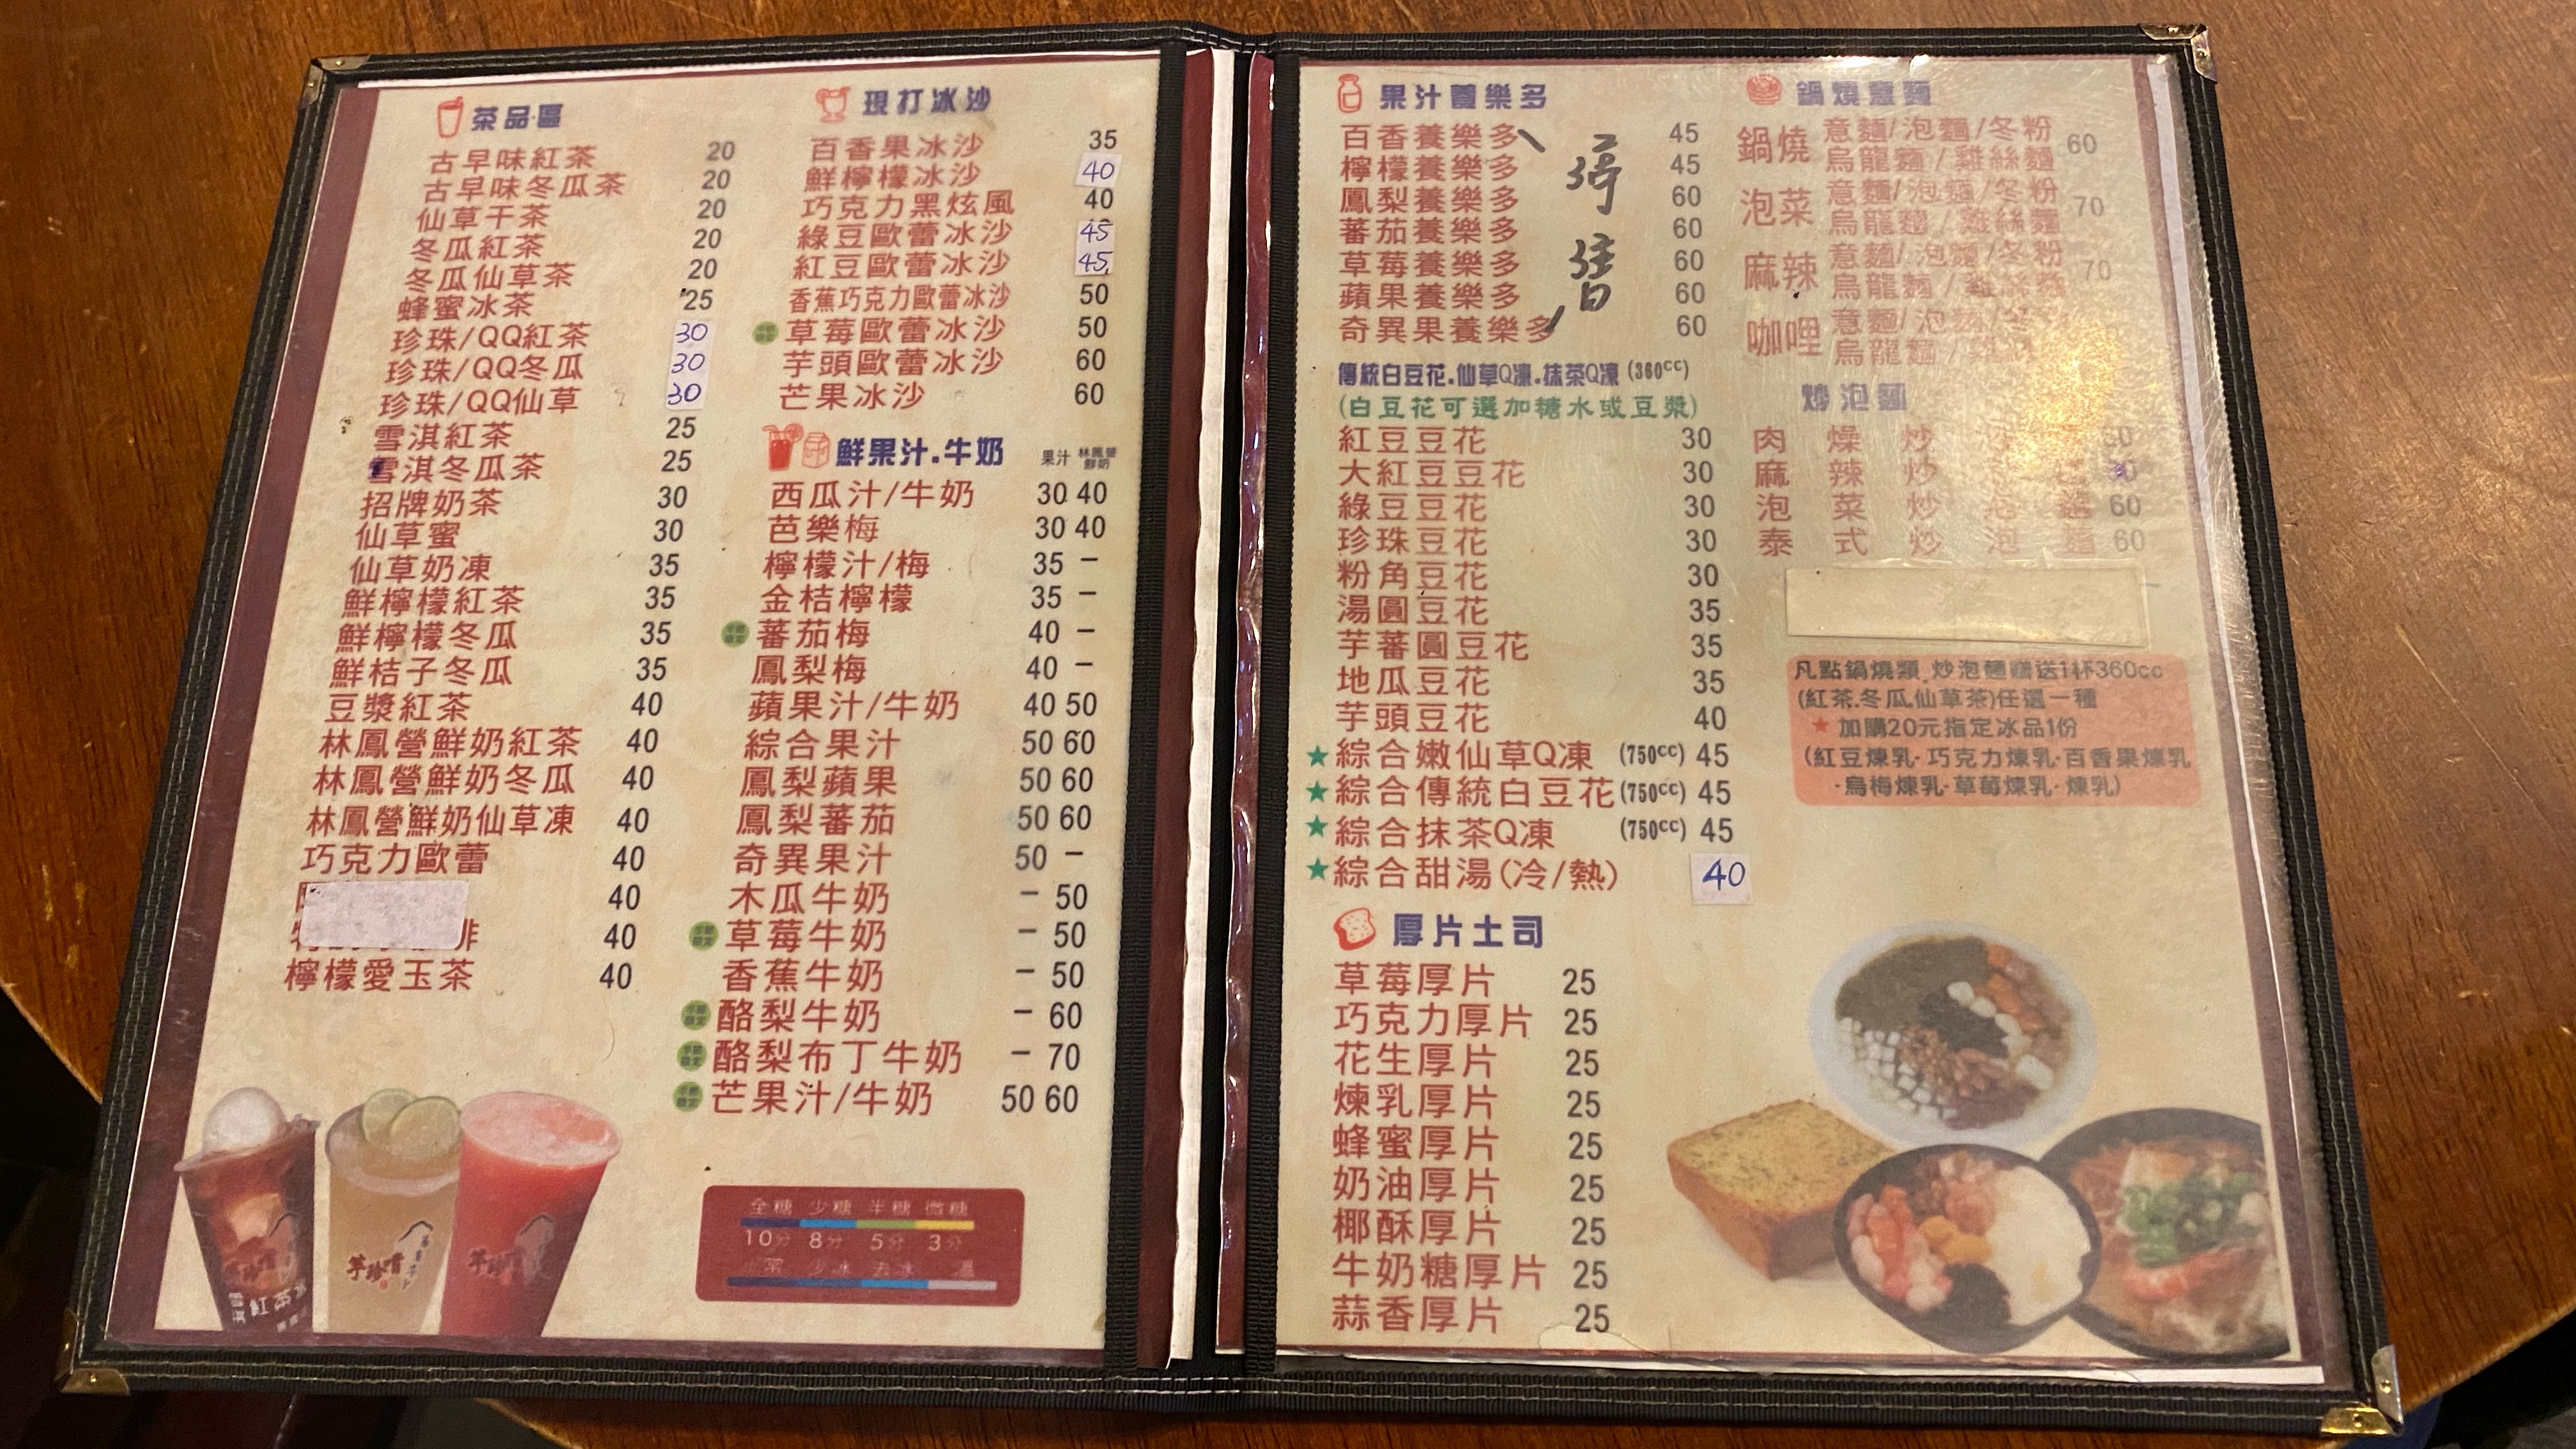 茶品區
古早味紅茶 20
古早味冬瓜茶 20
仙草干茶 20
冬瓜紅茶 20
冬瓜仙草茶 20
蜂蜜冰茶 25
珍珠/QQ紅茶 30
珍珠/QQ冬瓜 30
珍珠/QQ仙草 30
雪淇紅茶 25
雪淇冬瓜茶 25
招牌奶茶 30
仙草蜜 30
仙草奶凍 35
鮮檸檬紅茶 35
鮮檸檬冬瓜 35
鮮桔子冬瓜 35
豆漿紅茶 40
林鳳營鮮奶紅茶 40
林鳳營鮮奶冬瓜 40
林鳳營鮮奶仙草凍 40
巧克力歐蕾 40
40
啡 40
檸檬愛玉茶 40
現打冰沙
百香果冰沙 35
鮮檸檬冰沙 40
巧克力黑炫風 40
綠豆歐蕾冰沙 45
紅豆歐蕾冰沙 45
香蕉巧克力歐蕾冰沙 50
草莓歐蕾冰沙 50
芋頭歐蕾冰沙 60
芒果冰沙 60
鮮果汁.牛奶 果汁 林鳳營鮮奶
西瓜汁/牛奶 30 40
芭樂梅 30 40
檸檬汁/梅 35 –
金桔檸檬 35 –
蕃茄梅 40 –
鳳梨梅 40 –
蘋果汁/牛奶 40 50
綜合果汁 50 60
鳳梨蘋果 50 60
鳳梨蕃茄 50 60
奇異果汁 50 –
木瓜牛奶 – 50
草莓牛奶 – 50
香蕉牛奶 – 50
酪梨牛奶 – 60
酪梨布丁牛奶 – 70
芒果汁/牛奶 50 60
全糖 少糖 半糖 微糖
10分 8分 5分 3分
少冰 去冰 溫
果汁養樂多
百香養樂多 45
檸檬養樂多 45
鳳梨養樂多 60
蕃茄養樂多 60
草莓養樂多 60
蘋果養樂多 60
奇異果養樂多 60
停售
傳統白豆花.仙草Q凍.抹茶Q凍 (360cc)
(白豆花可選加糖水或豆漿)
紅豆豆花 30
大紅豆豆花 30
綠豆豆花 30
珍珠豆花 30
粉角豆花 30
湯圓豆花 35
芋蕃圓豆花 35
地瓜豆花 35
芋頭豆花 40
★綜合嫩仙草Q凍 (750cc) 45
★綜合傳統白豆花(750cc) 45
★綜合抹茶Q凍 (750cc) 45
★綜合甜湯(冷/熱) 40
厚片土司
草莓厚片 25
巧克力厚片 25
花生厚片 25
煉乳厚片 25
蜂蜜厚片 25
奶油厚片 25
椰酥厚片 25
牛奶糖厚片 25
蒜香厚片 25
鍋燒意麵
鍋燒 意麵/泡麵/冬粉 60
烏龍麵/雞絲麵
泡菜 意麵/泡麵/冬粉 70
烏龍麵/雞絲麵
麻辣 意麵/泡麵/冬粉 70
烏龍麵/雞絲麵
咖哩 意麵/泡麵/冬
烏龍麵/雞
炒泡麵
肉燥炒
麻辣炒
泡菜炒泡麵 60
泰式炒泡麵 60
凡點鍋燒類.炒泡麵贈送1杯360cc
(紅茶.冬瓜.仙草茶)任選一種
★加購20元指定冰品1份
(紅豆煉乳·巧克力煉乳·百香果煉乳
·烏梅煉乳·草莓煉乳·煉乳)